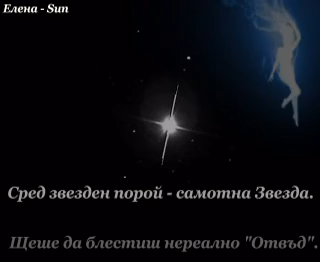 Елена - Sun
Сред звезден порой - самотна Звезда.
Щеше да блестиш нереално "Отвъд".